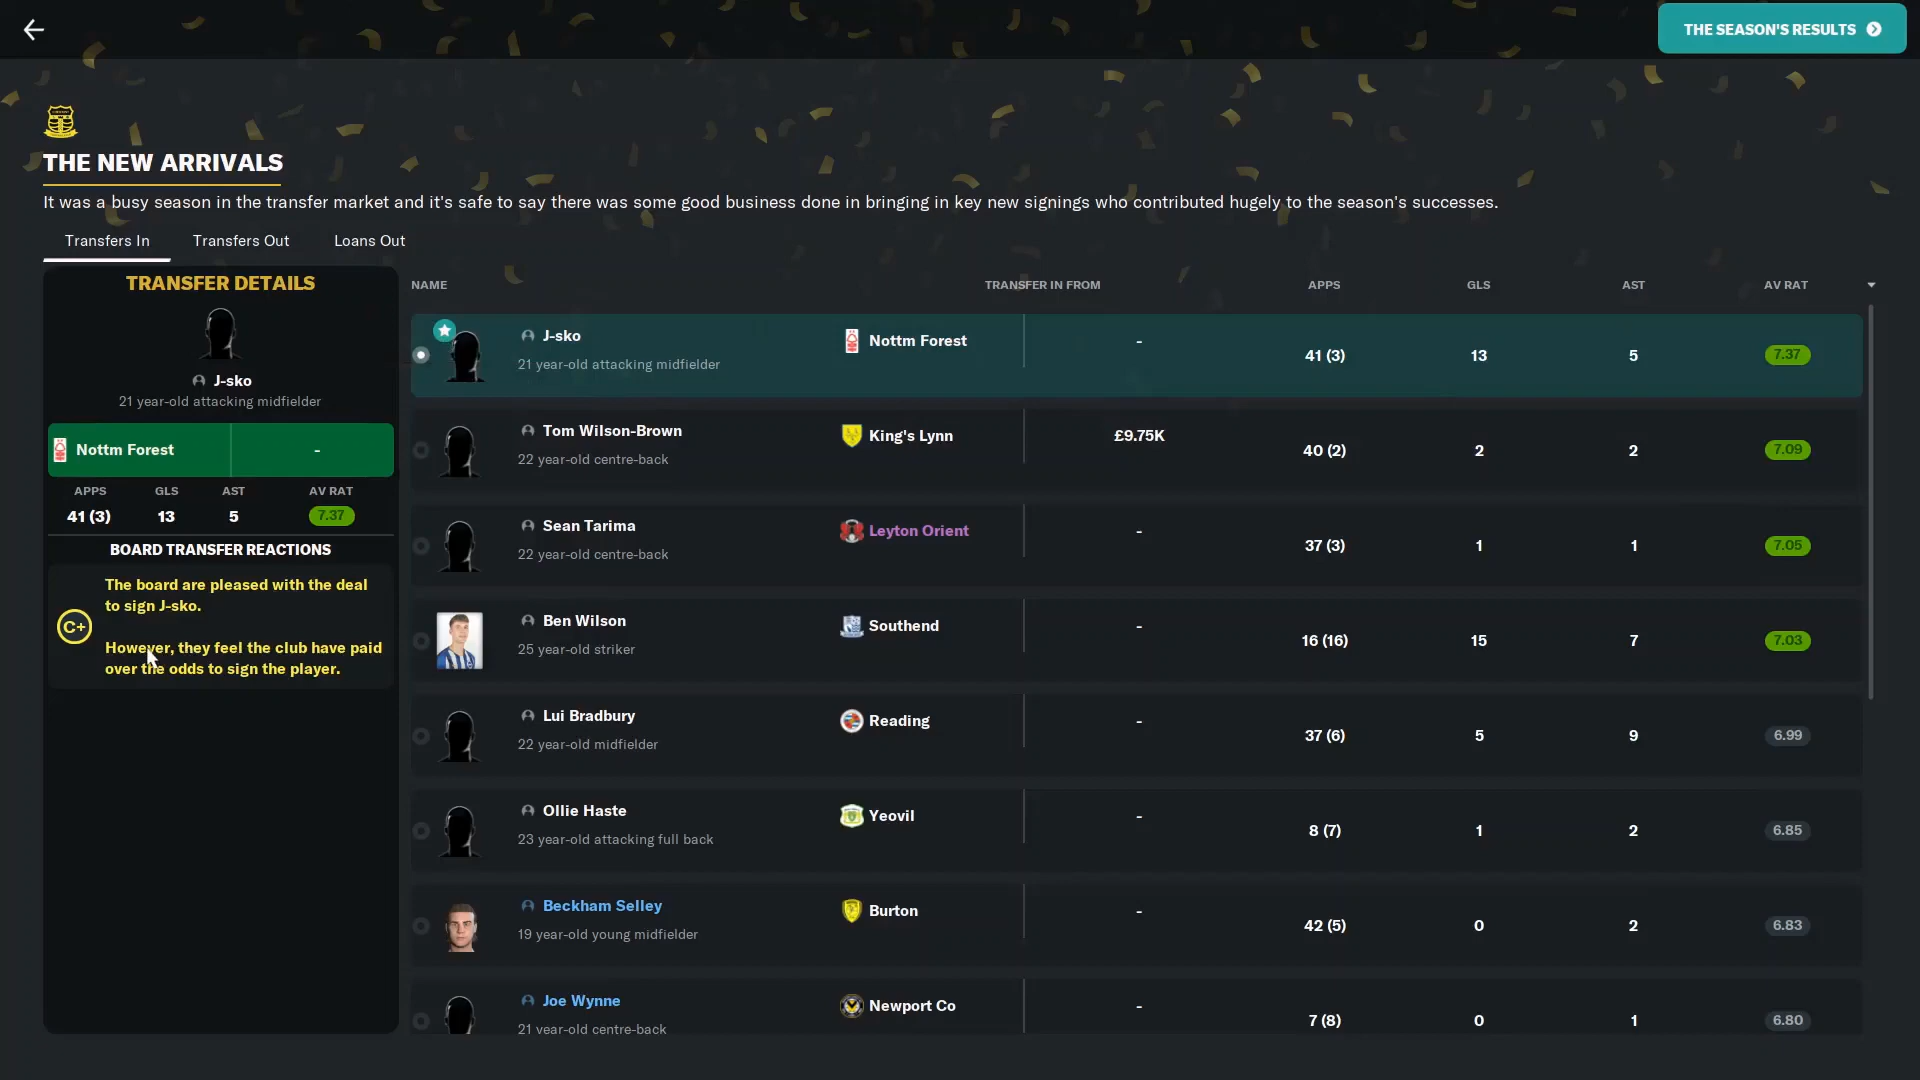 THE SEASON'S RESULTS
THE NEW ARRIVALS
It was a busy season in the transfer market and it's safe to say there was some good business done in bringing in key new signings who contributed hugely to the season's successes.
Transfers In Transfers Out Loans Out
TRANSFER DETAILS
J-sko
21 year-old attacking midfielder
Nottm Forest -
APPS GLS AST AV RAT
41 (3) 13 5 7.37
BOARD TRANSFER REACTIONS
C+
The board are pleased with the deal
to sign J-sko.
However, they feel the club have paid
over the odds to sign the player.
NAME TRANSFER IN FROM APPS GLS AST AV RAT
J-sko Nottm Forest - 41 (3) 13 5 7.37
21 year-old attacking midfielder
Tom Wilson-Brown King's Lynn £9.75K 40 (2) 2 2 7.09
22 year-old centre-back
Sean Tarima Leyton Orient - 37 (3) 1 1 7.05
22 year-old centre-back
Ben Wilson Southend - 16 (16) 15 7 7.03
25 year-old striker
Lui Bradbury Reading - 37 (6) 5 9 6.99
22 year-old midfielder
Ollie Haste Yeovil - 8 (7) 1 2 6.85
23 year-old attacking full back
Beckham Selley Burton - 42 (5) 0 2 6.83
19 year-old young midfielder
Joe Wynne Newport Co - 7 (8) 0 1 6.80
21 year-old centre-back